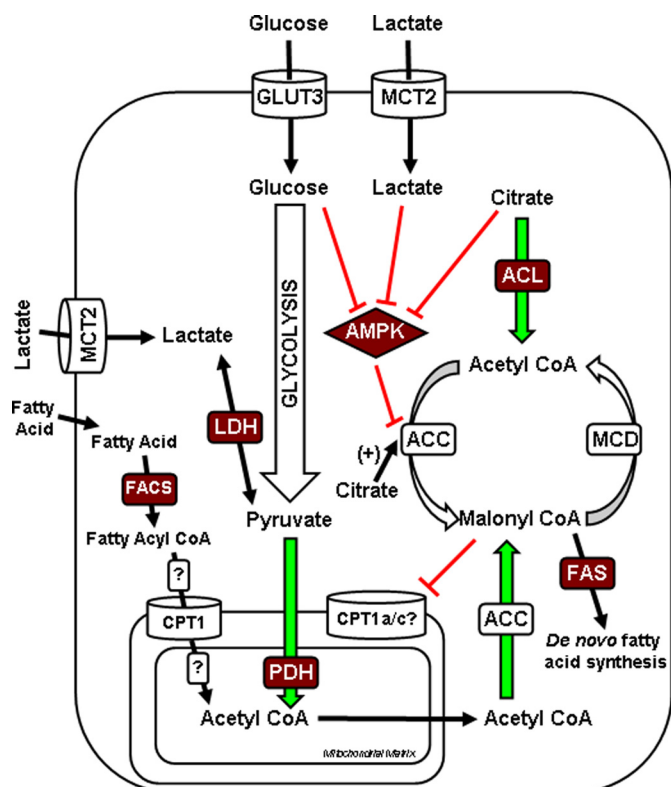 Glucose
Lactate
GLUT3
MCT2
Glucose
Lactate
Citrate
ACL
GLYCOLYSIS
Lactate
MCT2
Lactate
AMPK
Acetyl CoA
Fatty
Acid
Fatty Acid
LDH
(+)
ACC
MCD
FACS
Citrate
Pyruvate
Malonyl CoA
Fatty Acyl CoA
?
FAS
CPT1
CPT1a/c?
ACC
De novo fatty
acid synthesis
?
PDH
Acetyl CoA
Acetyl CoA
Mitochondrial Matrix